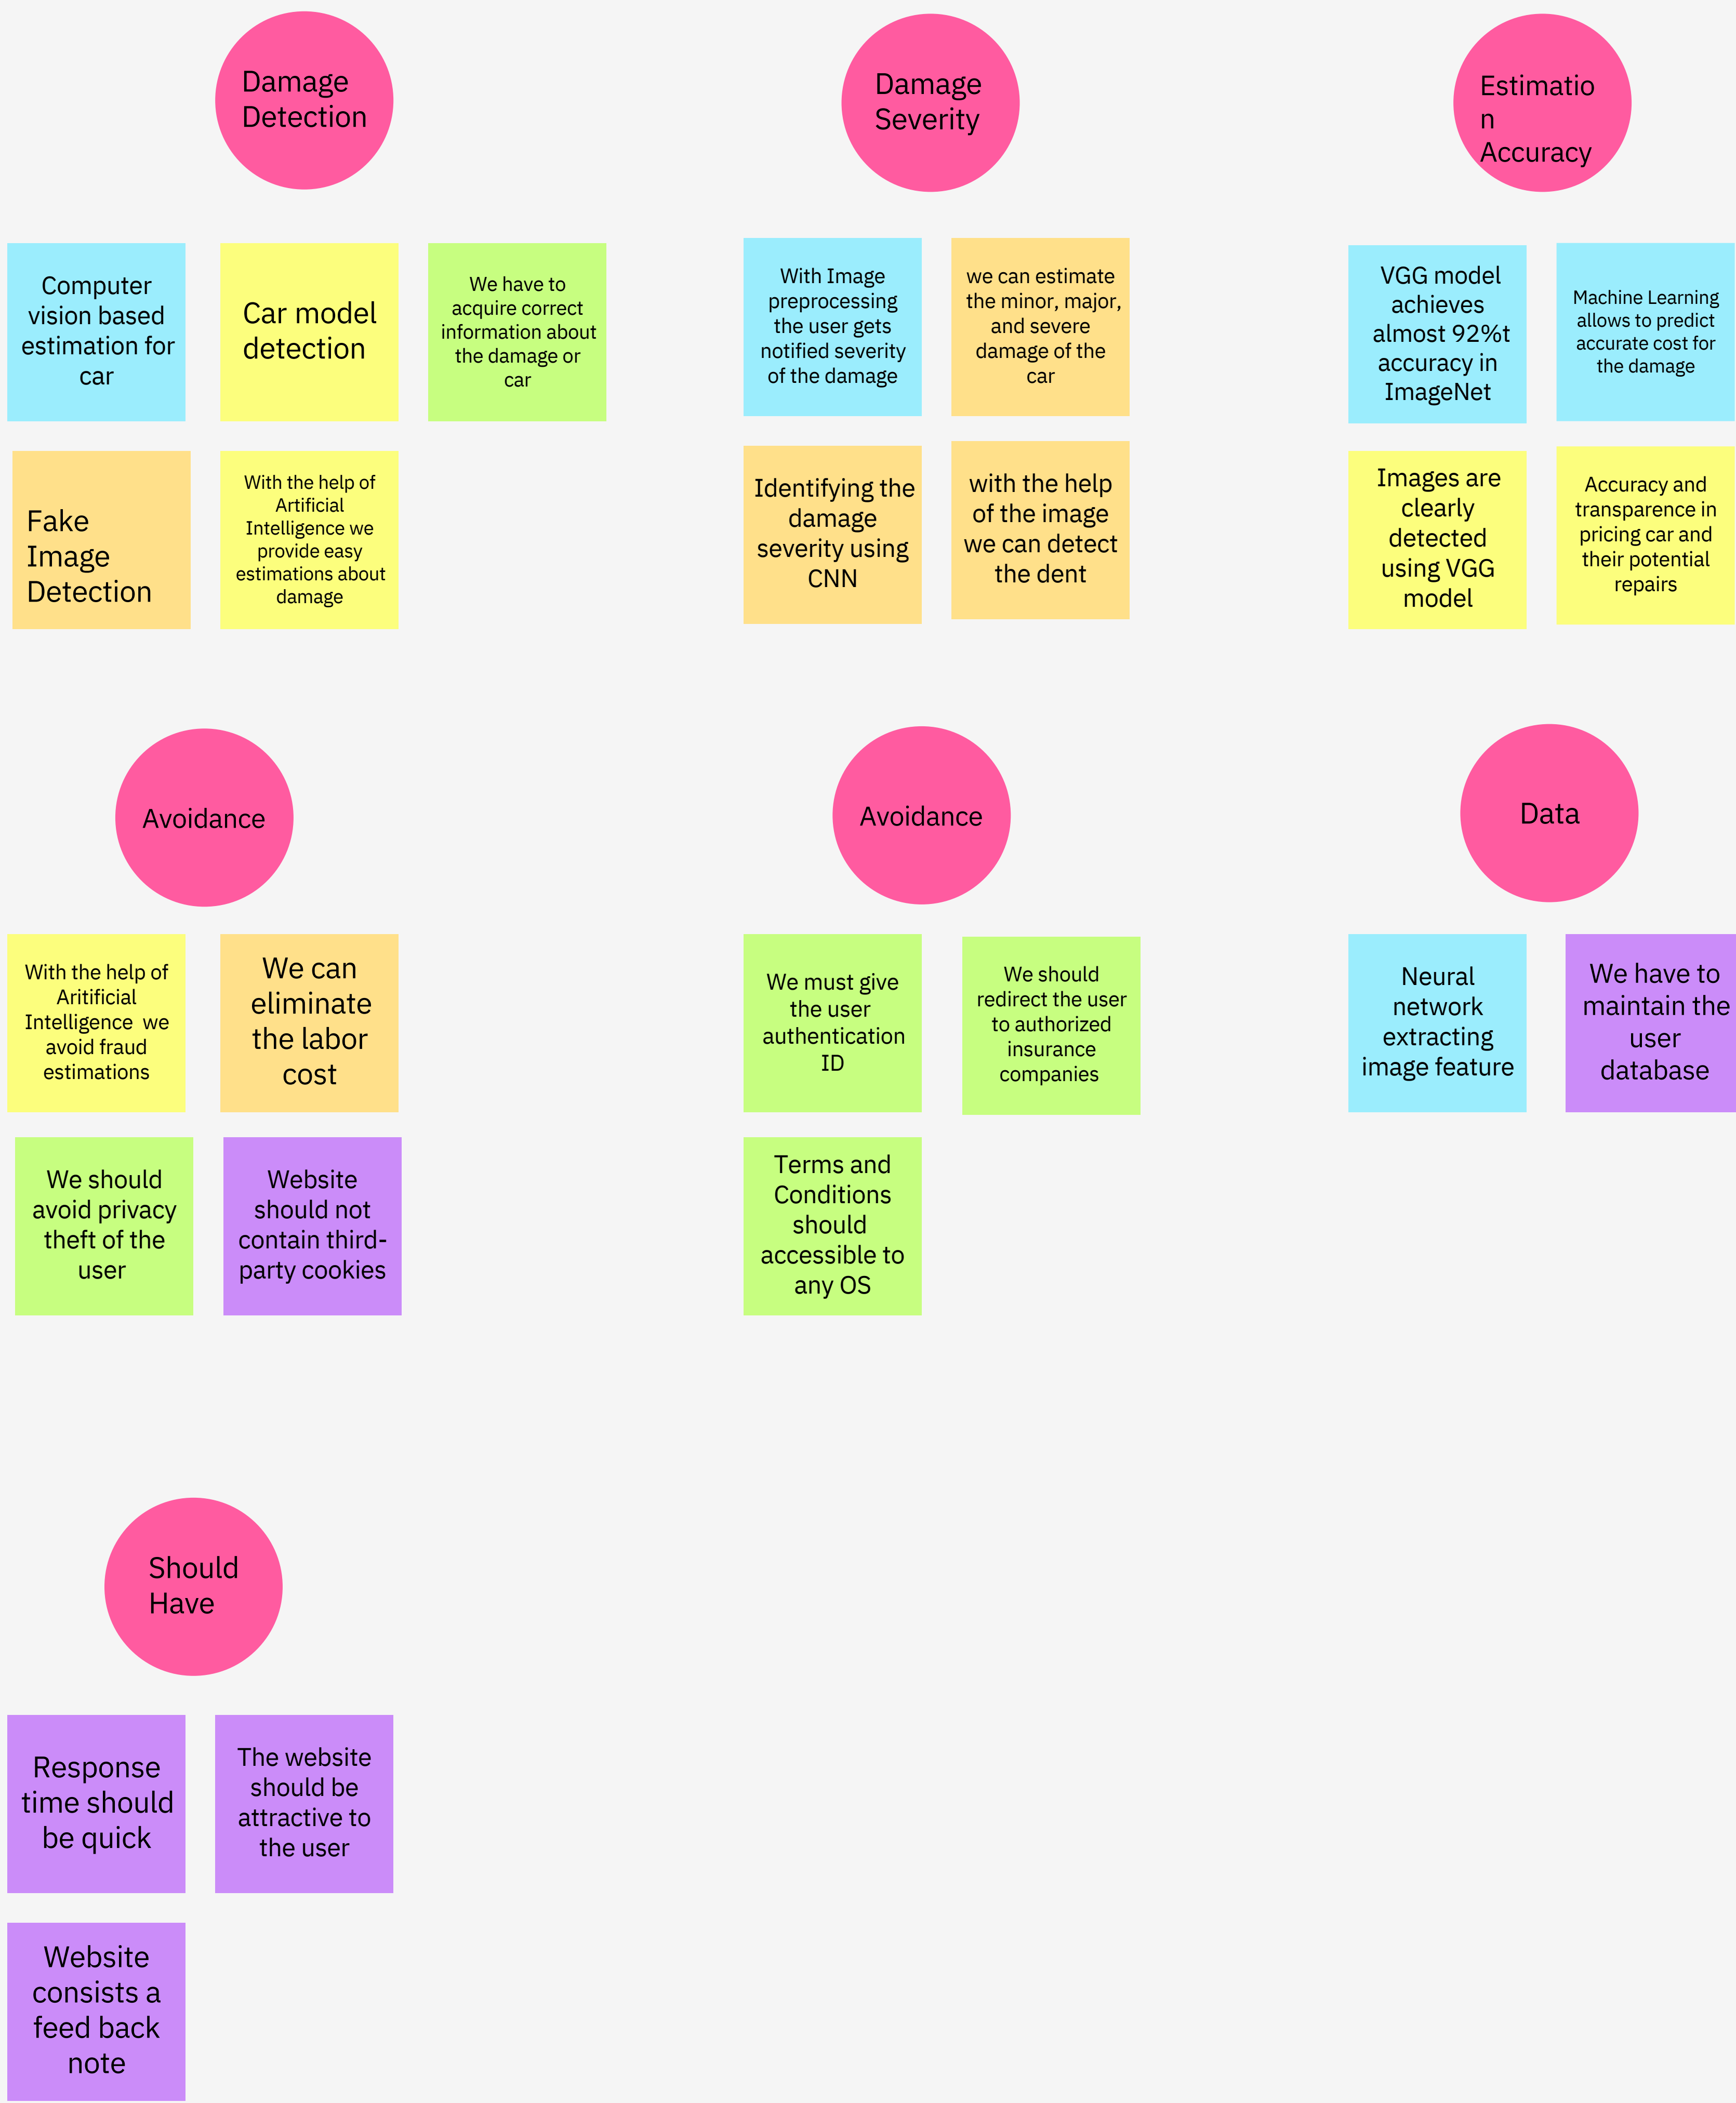 Damage
Detection
Damage
Severity
Estimatio
n
Accuracy
Computer
vision based
estimation for
car
Car model
detection
We have to
acquire correct
information about
the damage or
car
With Image
preprocessing
the user gets
notified severity
of the damage
we can estimate
the minor, major,
and severe
damage of the
car
VGG model
achieves
almost 92%t
accuracy in
ImageNet
Machine Learning
allows to predict
accurate cost for
the damage
Fake
Image
Detection
With the help of
Artificial
Intelligence we
provide easy
estimations about
damage
Identifying the
damage
severity using
CNN
with the help
of the image
we can detect
the dent
Images are
clearly
detected
using VGG
model
Accuracy and
transparence in
pricing car and
their potential
repairs
Avoidance
Avoidance
Data
With the help of
Aritificial
Intelligence we
avoid fraud
estimations
We can
eliminate
the labor
cost
We must give
the user
authentication
ID
We should
redirect the user
to authorized
insurance
companies
Neural
network
extracting
image feature
We have to
maintain the
user
database
We should
avoid privacy
theft of the
user
Website
should not
contain third-
party cookies
Terms and
Conditions
should
accessible to
any OS
Should
Have
Response
time should
be quick
The website
should be
attractive to
the user
Website
consists a
feed back
note